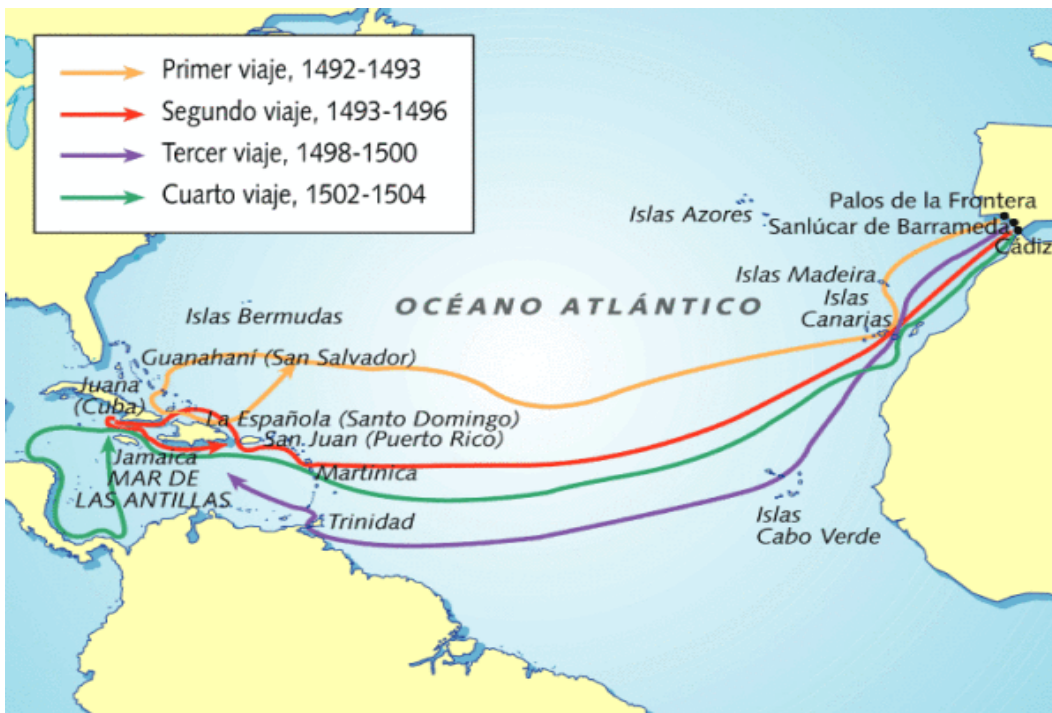 Primer viaje, 1492-1493
Segundo viaje, 1493-1496
Tercer viaje, 1498-1500
Cuarto viaje, 1502-1504
Palos de la Frontera
Islas Azores
Sanlúcar de Barrameda
Cádiz
Islas Madeira
OCÉANO ATLÁNTICO
Islas
Canarias
Islas Bermudas
Guanahaní (San Salvador)
Juana
(Cuba)
La Española (Santo Domingo)
San Juan (Puerto Rico)
Jamaica
Martinica
MAR DE
LAS ANTILLAS
Trinidad
Islas
Cabo Verde